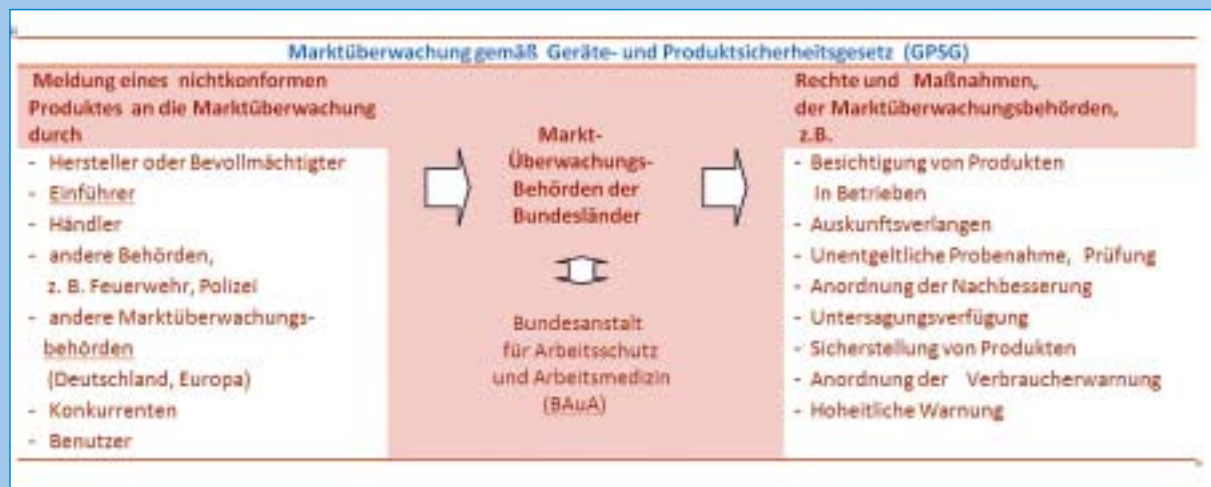 Marktüberwachung gemäß Geräte- und Produktsicherheitsgesetz (GPSG)
Meldung eines nichtkonformen
Produktes an die Marktüberwachung
durch
- Hersteller oder Bevollmächtigter
- Einführer
- Händler
- andere Behörden,
z. B. Feuerwehr, Polizei
- andere Marktüberwachungs-
behörden
(Deutschland, Europa)
- Konkurrenten
- Benutzer
Markt-
Überwachungs-
Behörden der
Bundesländer
Bundesanstalt
für Arbeitsschutz
und Arbeitsmedizin
(BAuA)
Rechte und Maßnahmen,
der Marktüberwachungsbehörden,
z.B.
- Besichtigung von Produkten
In Betrieben
- Auskunftsverlangen
- Unentgeltliche Probenahme, Prüfung
- Anordnung der Nachbesserung
- Untersagungsverfügung
- Sicherstellung von Produkten
- Anordnung der Verbraucherwarnung
- Hoheitliche Warnung